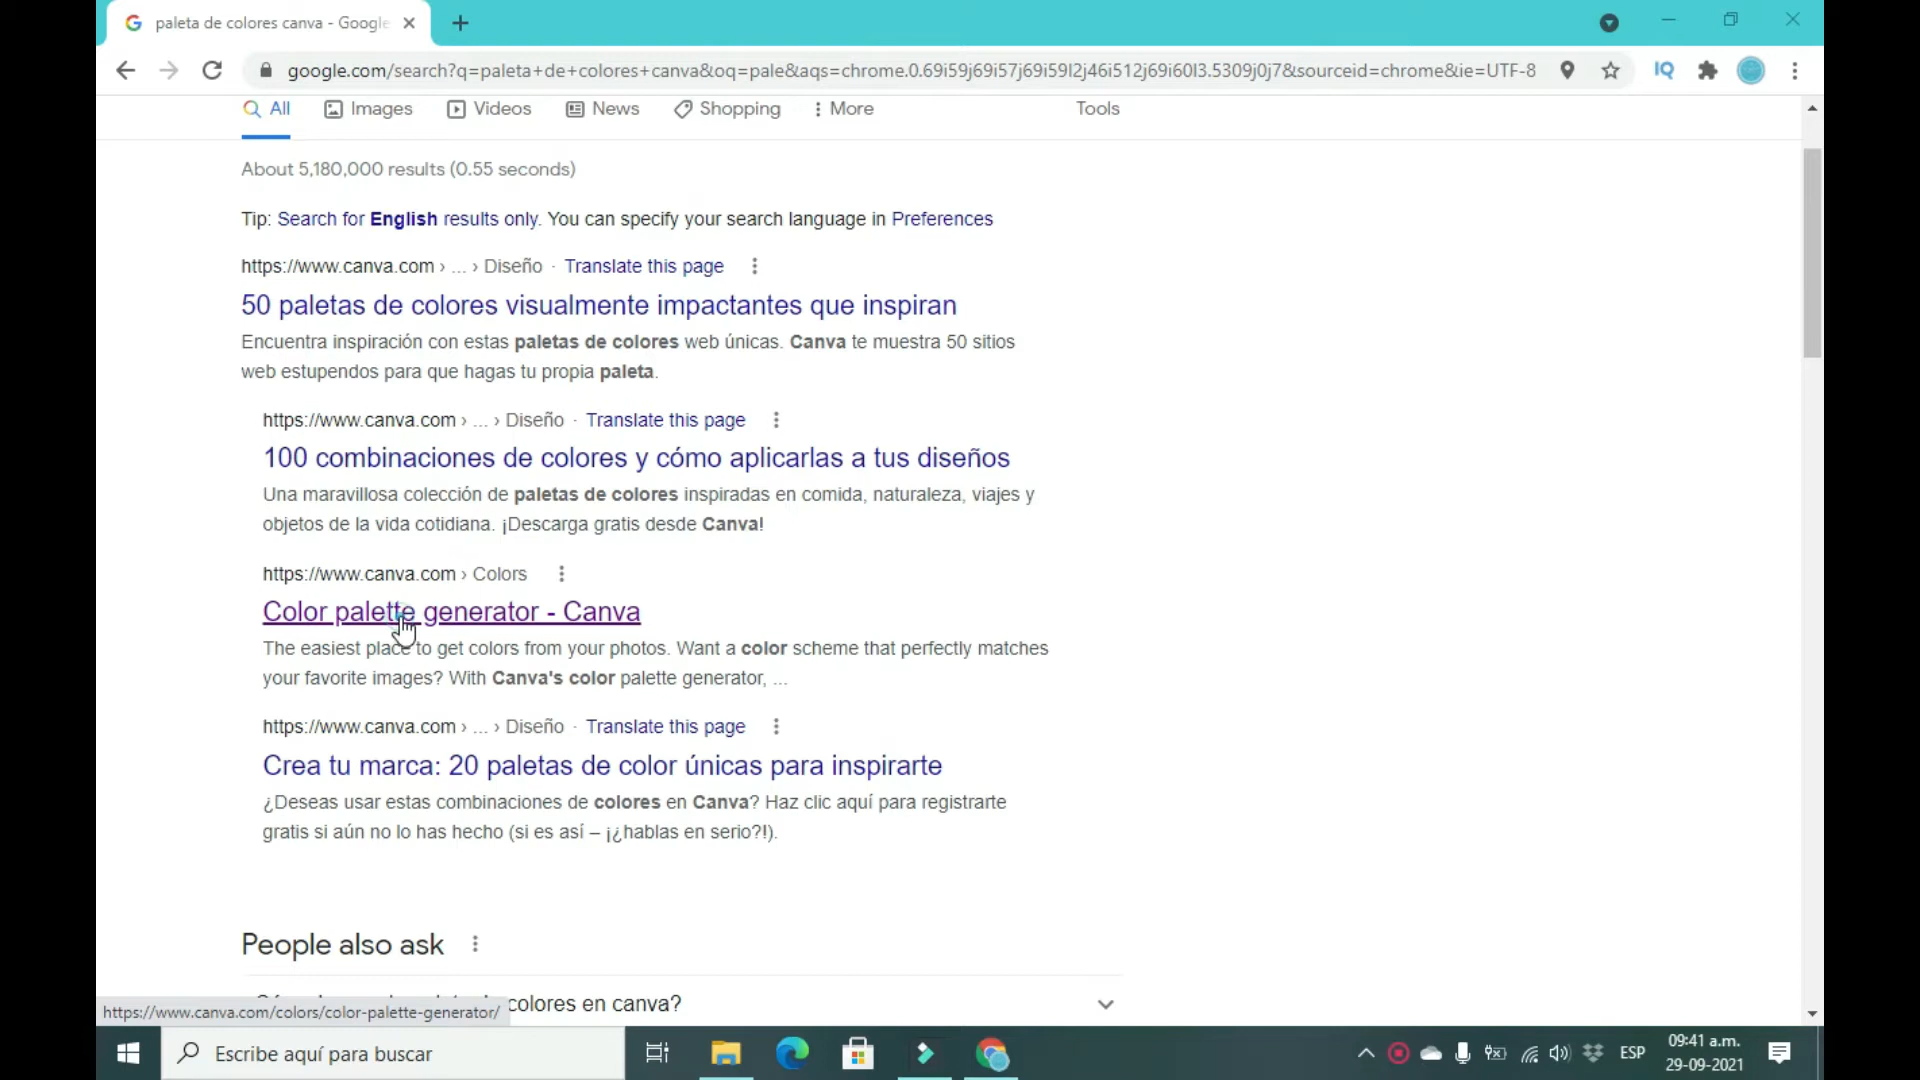 paleta de colores canva - Google
google.com/search?q=paleta+de+colores+canva&oq=pale&aqs=chrome.0.69i59j69i57j69i59l2j46i512j69i60l3.5309j0j7&sourceid=chrome&ie=UTF-8
IQ
All Images Videos News Shopping More Tools
About 5,180,000 results (0.55 seconds)
Tip: Search for English results only. You can specify your search language in Preferences
https://www.canva.com › ... › Diseño · Translate this page
50 paletas de colores visualmente impactantes que inspiran
Encuentra inspiración con estas paletas de colores web únicas. Canva te muestra 50 sitios
web estupendos para que hagas tu propia paleta.
https://www.canva.com › ... › Diseño · Translate this page
100 combinaciones de colores y cómo aplicarlas a tus diseños
Una maravillosa colección de paletas de colores inspiradas en comida, naturaleza, viajes y
objetos de la vida cotidiana. ¡Descarga gratis desde Canva!
https://www.canva.com › Colors
Color palette generator - Canva
The easiest place to get colors from your photos. Want a color scheme that perfectly matches
your favorite images? With Canva's color palette generator, ...
https://www.canva.com › ... › Diseño · Translate this page
Crea tu marca: 20 paletas de color únicas para inspirarte
¿Deseas usar estas combinaciones de colores en Canva? Haz clic aquí para registrarte
gratis si aún no lo has hecho (si es así – ¡¿hablas en serio?!).
People also ask
colores en canva?
https://www.canva.com/colors/color-palette-generator/
Escribe aquí para buscar
ESP
09:41 a.m.
29-09-2021